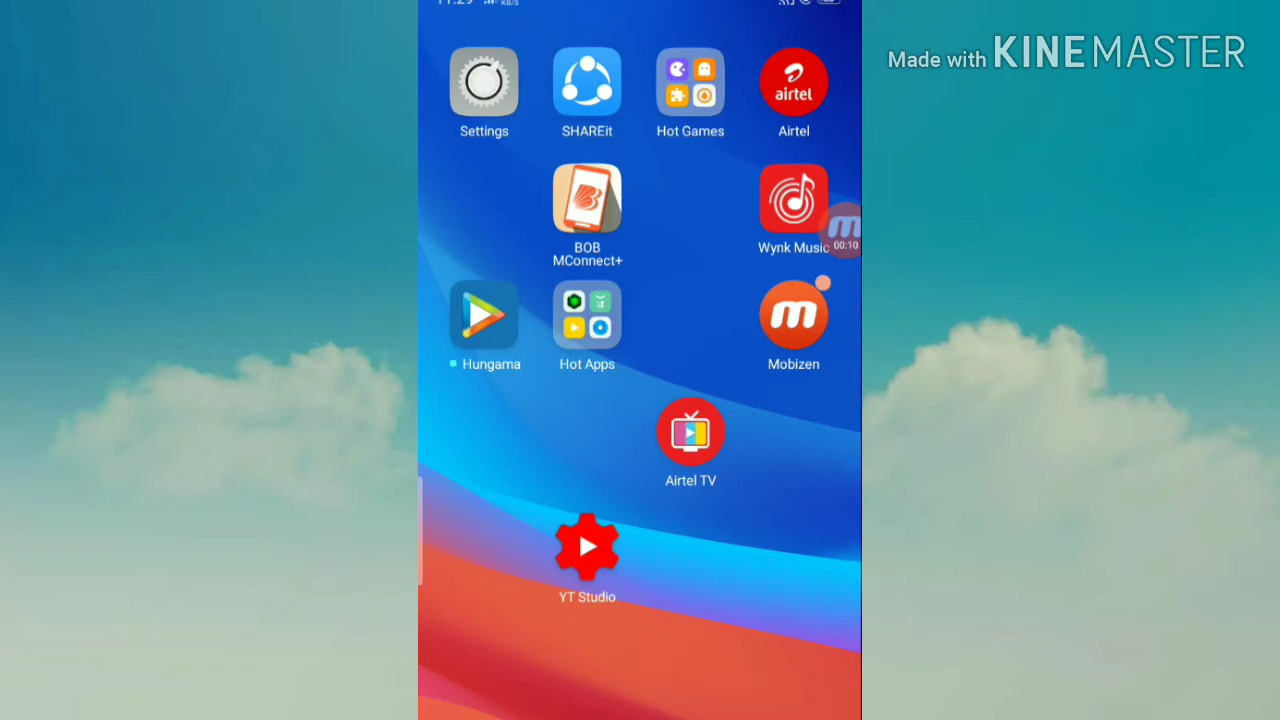 Made with KINEMASTER
KB/S
Settings
SHAREit
Hot Games
airtel
Airtel
BOB
MConnect+
Wynk Music
00:10
Hungama
Hot Apps
Mobizen
Airtel TV
YT Studio